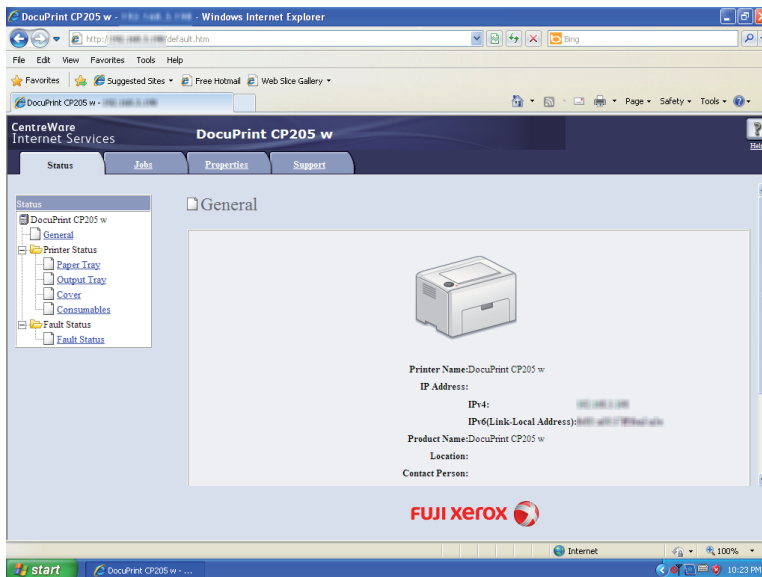 DocuPrint CP205 w - - Windows Internet Explorer
http:// /default.htm
Bing
File Edit View Favorites Tools Help
Favorites Suggested Sites Free Hotmail Web Slice Gallery
DocuPrint CP205 w -
Page Safety Tools
CentreWare
Internet Services
DocuPrint CP205 w
Help
Status Jobs Properties Support
Status
DocuPrint CP205 w
General
Printer Status
Paper Tray
Output Tray
Cover
Consumables
Fault Status
Fault Status
General
Printer Name:DocuPrint CP205 w
IP Address:
IPv4:
IPv6(Link-Local Address):
Product Name:DocuPrint CP205 w
Location:
Contact Person:
FUJI xerox
Internet 100%
start DocuPrint CP205 w - ... 10:23 PM